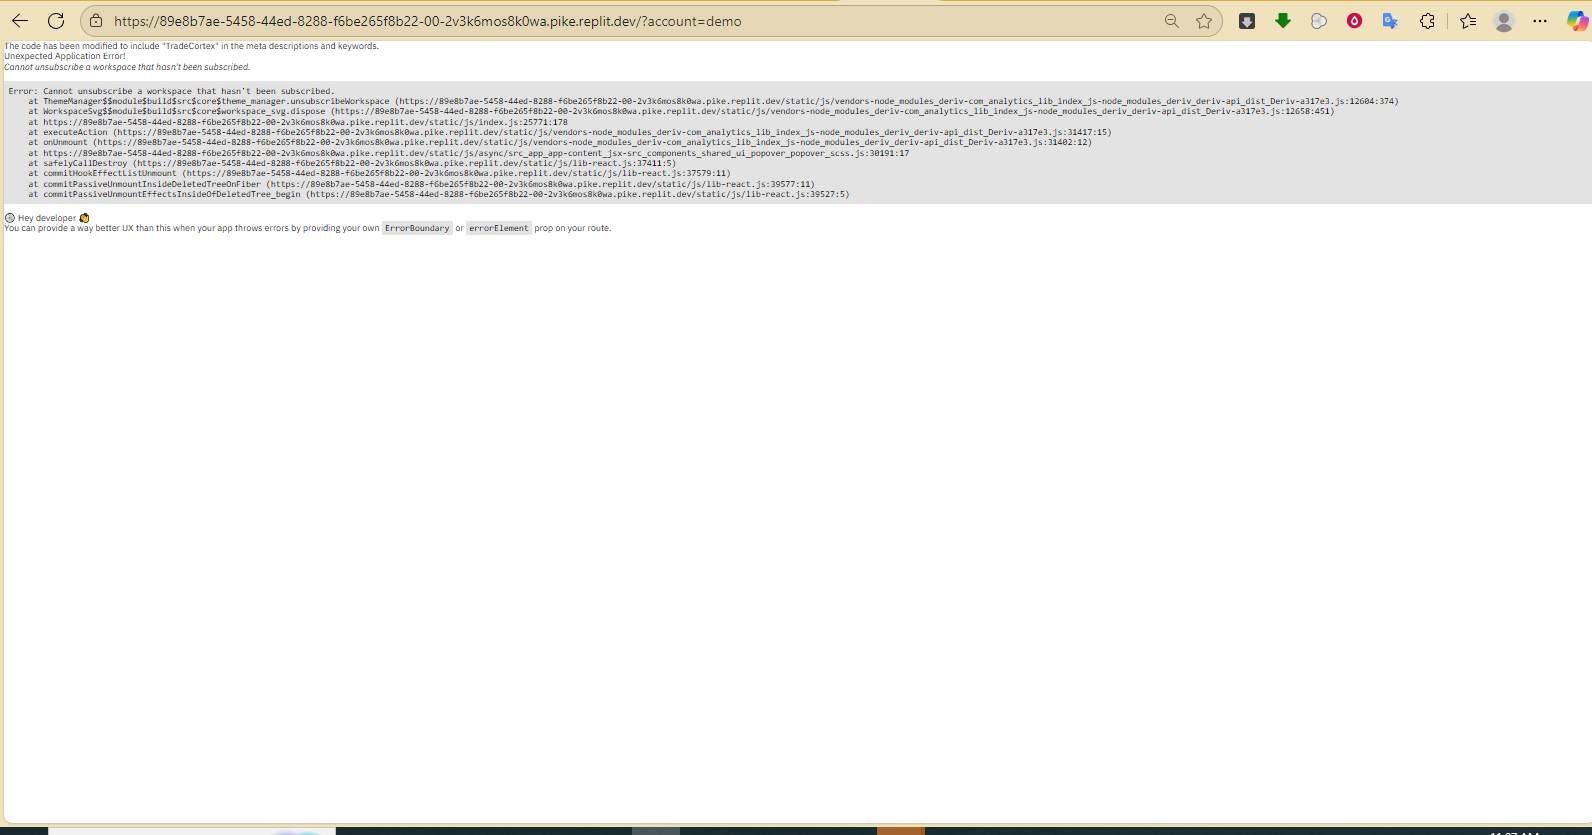 https://89e8b7ae-5458-44ed-8288-f6be265f8b22-00-2v3k6mos8k0wa.pike.replit.dev/?account=demo
The code has been modified to include "TradeCortex" in the meta descriptions and keywords.
Unexpected Application Error!
Cannot unsubscribe a workspace that hasn't been subscribed.
Error: Cannot unsubscribe a workspace that hasn't been subscribed.
at ThemeManager$$module$build$src$core$theme_manager.unsubscribeWorkspace (https://89e8b7ae-5458-44ed-8288-f6be265f8b22-00-2v3k6mos8k0wa.pike.replit.dev/static/js/vendors-node_modules_deriv-com_analytics_lib_index_js-node_modules_deriv_deriv-api_dist_Deriv-a317e3.js:12604:374)
at WorkspaceSvg$$module$build$src$core$workspace_svg.dispose (https://89e8b7ae-5458-44ed-8288-f6be265f8b22-00-2v3k6mos8k0wa.pike.replit.dev/static/js/vendors-node_modules_deriv-com_analytics_lib_index_js-node_modules_deriv_deriv-api_dist_Deriv-a317e3.js:12658:451)
at https://89e8b7ae-5458-44ed-8288-f6be265f8b22-00-2v3k6mos8k0wa.pike.replit.dev/static/js/index.js:25771:178
at executeAction (https://89e8b7ae-5458-44ed-8288-f6be265f8b22-00-2v3k6mos8k0wa.pike.replit.dev/static/js/vendors-node_modules_deriv-com_analytics_lib_index_js-node_modules_deriv_deriv-api_dist_Deriv-a317e3.js:31417:15)
at onUnmount (https://89e8b7ae-5458-44ed-8288-f6be265f8b22-00-2v3k6mos8k0wa.pike.replit.dev/static/js/vendors-node_modules_deriv-com_analytics_lib_index_js-node_modules_deriv_deriv-api_dist_Deriv-a317e3.js:31402:12)
at https://89e8b7ae-5458-44ed-8288-f6be265f8b22-00-2v3k6mos8k0wa.pike.replit.dev/static/js/async/src_app_app-content_jsx-src_components_shared_ui_popover_popover_scss.js:30191:17
at safelyCallDestroy (https://89e8b7ae-5458-44ed-8288-f6be265f8b22-00-2v3k6mos8k0wa.pike.replit.dev/static/js/lib-react.js:37411:5)
at commitHookEffectListUnmount (https://89e8b7ae-5458-44ed-8288-f6be265f8b22-00-2v3k6mos8k0wa.pike.replit.dev/static/js/lib-react.js:37579:11)
at commitPassiveUnmountInsideDeletedTreeOnFiber (https://89e8b7ae-5458-44ed-8288-f6be265f8b22-00-2v3k6mos8k0wa.pike.replit.dev/static/js/lib-react.js:39577:11)
at commitPassiveUnmountEffectsInsideOfDeletedTree_begin (https://89e8b7ae-5458-44ed-8288-f6be265f8b22-00-2v3k6mos8k0wa.pike.replit.dev/static/js/lib-react.js:39527:5)
💿 Hey developer 👋
You can provide a way better UX than this when your app throws errors by providing your own ErrorBoundary or errorElement prop on your route.